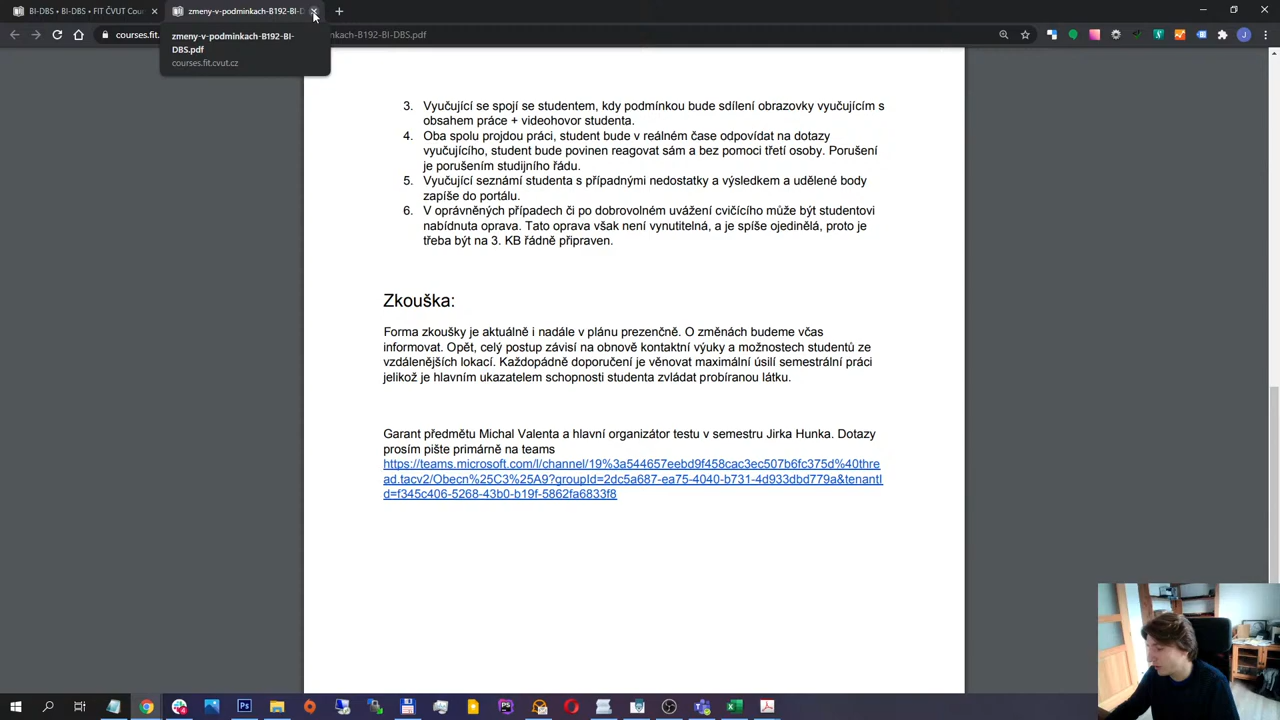 BI-DBS • BI-DBS • FIT ČVUT Cou
zmeny-v-podminkach-B192-BI-D
courses.fit.
nkach-B192-BI-DBS.pdf
zmeny-v-podminkach-B192-BI-
DBS.pdf
courses.fit.cvut.cz
3. Vyučující se spojí se studentem, kdy podmínkou bude sdílení obrazovky vyučujícím s
obsahem práce + videohovor studenta.
4. Oba spolu projdou práci, student bude v reálném čase odpovídat na dotazy
vyučujícího, student bude povinen reagovat sám a bez pomoci třetí osoby. Porušení
je porušením studijního řádu.
5. Vyučující seznámí studenta s případnými nedostatky a výsledkem a udělené body
zapíše do portálu.
6. V oprávněných případech či po dobrovolném uvážení cvičícího může být studentovi
nabídnuta oprava. Tato oprava však není vynutitelná, a je spíše ojedinělá, proto je
třeba být na 3. KB řádně připraven.
Zkouška:
Forma zkoušky je aktuálně i nadále v plánu prezenčně. O změnách budeme včas
informovat. Opět, celý postup závisí na obnově kontaktní výuky a možnostech studentů ze
vzdálenějších lokací. Každopádně doporučení je věnovat maximální úsilí semestrální práci
jelikož je hlavním ukazatelem schopnosti studenta zvládat probíranou látku.
Garant předmětu Michal Valenta a hlavní organizátor testu v semestru Jirka Hunka. Dotazy
prosím pište primárně na teams
https://teams.microsoft.com/l/channel/19%3a544657eebd9f458cac3ec507b6fc375d%40thre
ad.tacv2/Obecn%25C3%25A9?groupId=2dc5a687-ea75-4040-b731-4d933dbd779a&tenantI
d=f345c406-5268-43b0-b19f-5862fa6833f8